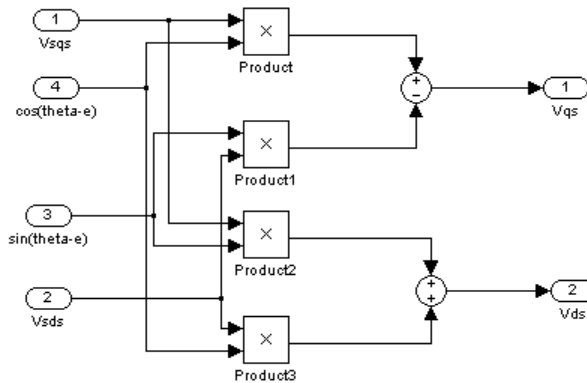 1
Vsqs
×
Product
4
cos(theta-e)
+
−
1
Vqs
×
Product1
3
sin(theta-e)
×
Product2
2
Vsds
+
+
2
Vds
×
Product3